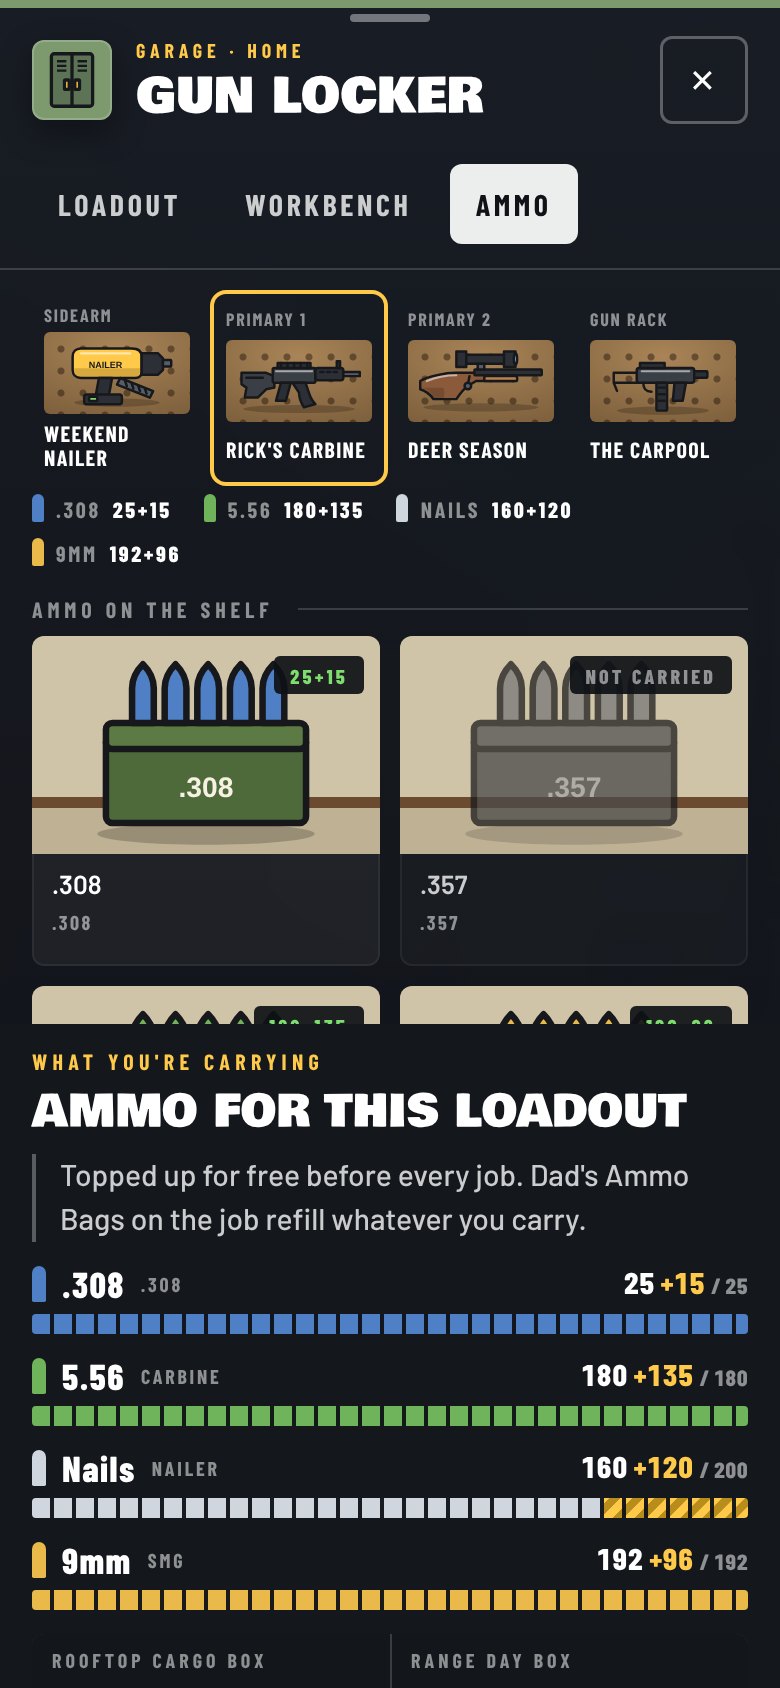 GARAGE · HOME
GUN LOCKER
×
LOADOUT WORKBENCH AMMO
SIDEARM
NAILER
WEEKEND
NAILER
PRIMARY 1
RICK'S CARBINE
PRIMARY 2
DEER SEASON
GUN RACK
THE CARPOOL
.308 25+15 5.56 180+135 NAILS 160+120
9MM 192+96
AMMO ON THE SHELF
25+15
.308
.308
.308
NOT CARRIED
.357
.357
.357
WHAT YOU'RE CARRYING
AMMO FOR THIS LOADOUT
Topped up for free before every job. Dad's Ammo
Bags on the job refill whatever you carry.
.308 .308 25 +15 / 25
5.56 CARBINE 180 +135 / 180
Nails NAILER 160 +120 / 200
9mm SMG 192 +96 / 192
ROOFTOP CARGO BOX RANGE DAY BOX